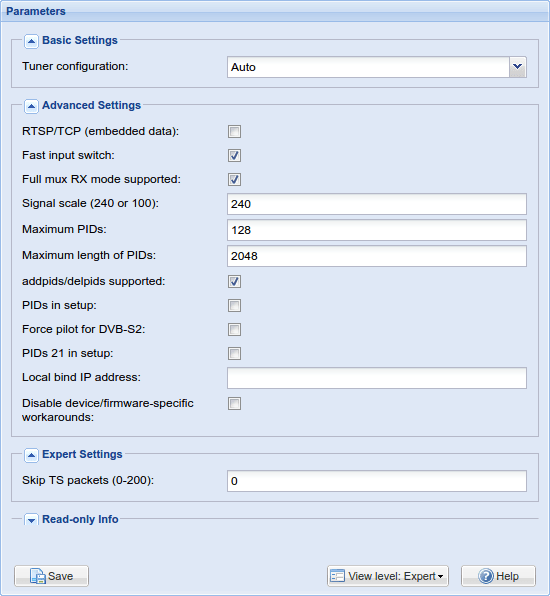 Parameters
Basic Settings
Tuner configuration: Auto
Advanced Settings
RTSP/TCP (embedded data):
Fast input switch:
Full mux RX mode supported:
Signal scale (240 or 100): 240
Maximum PIDs: 128
Maximum length of PIDs: 2048
addpids/delpids supported:
PIDs in setup:
Force pilot for DVB-S2:
PIDs 21 in setup:
Local bind IP address:
Disable device/firmware-specific
workarounds:
Expert Settings
Skip TS packets (0-200): 0
Read-only Info
Save View level: Expert Help